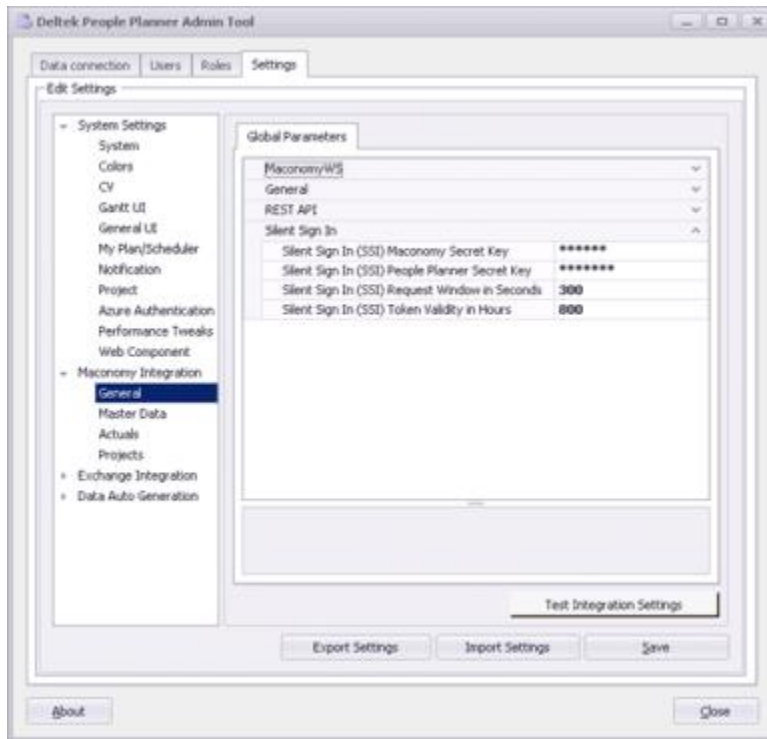 Deltek People Planner Admin Tool
Data connection Users Roles Settings
Edit Settings
System Settings
System
Colors
CV
Gantt UI
General UI
My Plan/Scheduler
Notification
Project
Azure Authentication
Performance Tweaks
Web Component
Maconomy Integration
General
Master Data
Actuals
Projects
Exchange Integration
Data Auto Generation
Global Parameters
MaconomyWS
General
REST API
Silent Sign In
Silent Sign In (SSI) Maconomy Secret Key ******
Silent Sign In (SSI) People Planner Secret Key *******
Silent Sign In (SSI) Request Window in Seconds 300
Silent Sign In (SSI) Token Validity in Hours 800
Test Integration Settings
Export Settings Import Settings Save
About Close